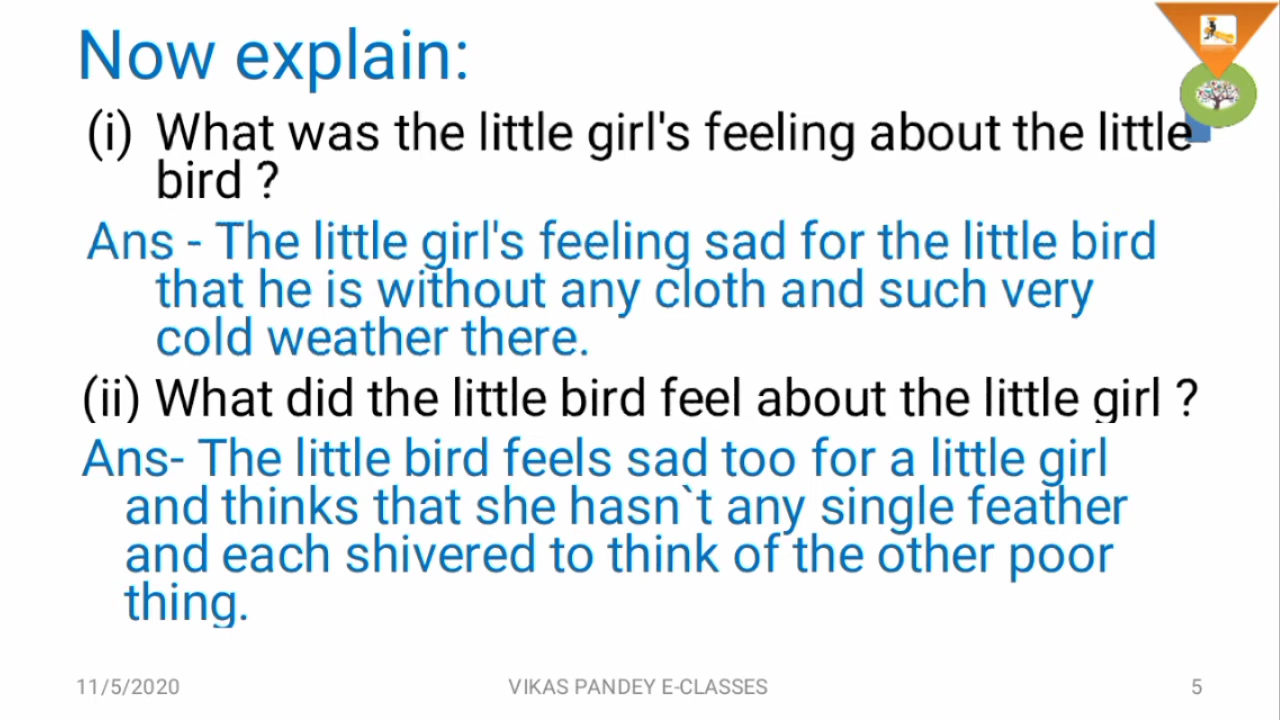 Now explain:
(i) What was the little girl's feeling about the little
bird ?
Ans - The little girl's feeling sad for the little bird
that he is without any cloth and such very
cold weather there.
(ii) What did the little bird feel about the little girl ?
Ans- The little bird feels sad too for a little girl
and thinks that she hasn`t any single feather
and each shivered to think of the other poor
thing.
11/5/2020 VIKAS PANDEY E-CLASSES 5